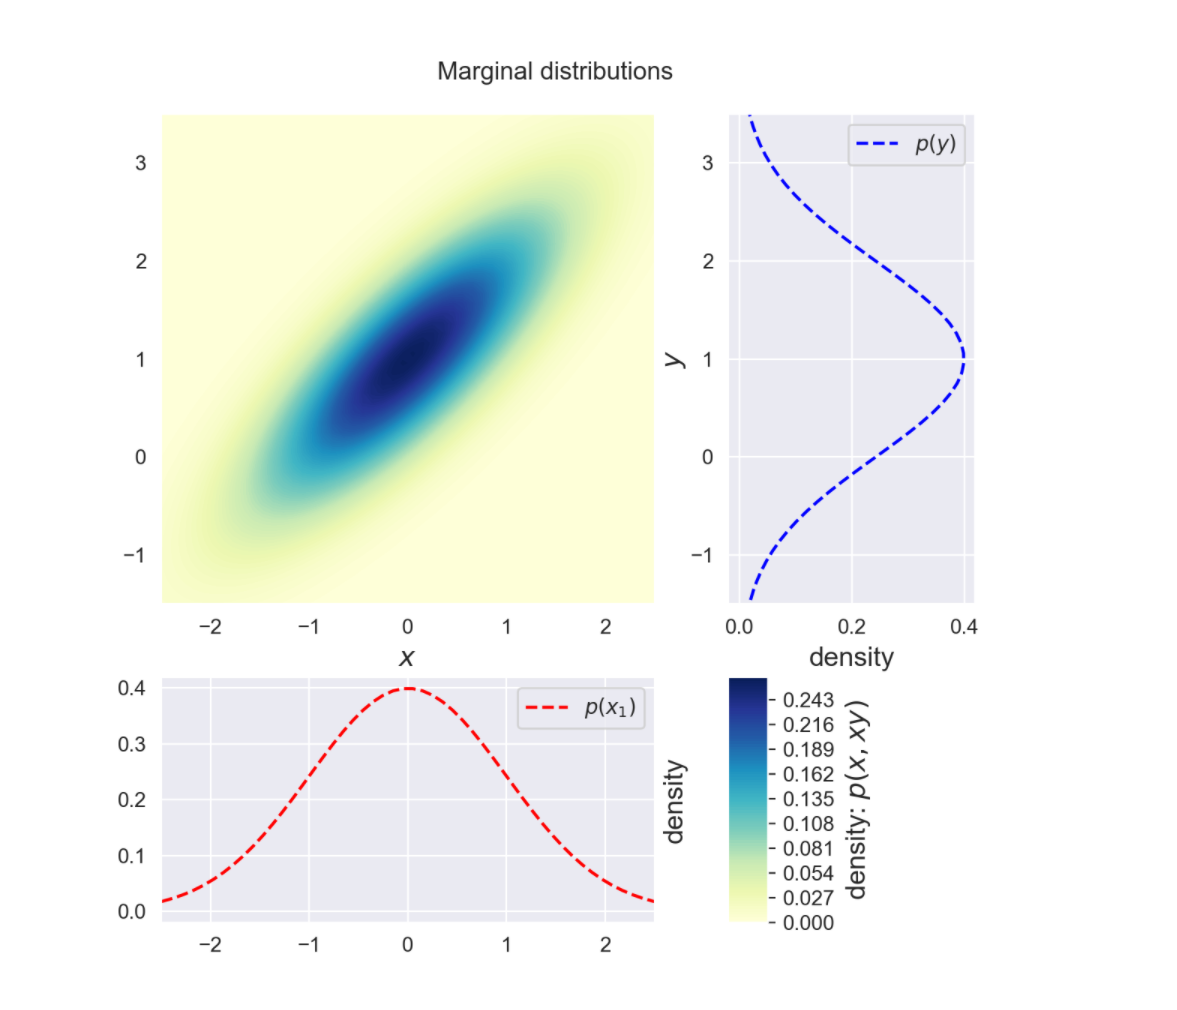 Marginal distributions
3
2
1
0
−1
−2 −1 0 1 2
x
y
3
2
1
0
−1
p(y)
0.0 0.2 0.4
density
0.4
0.3
0.2
0.1
0.0
p(x₁)
−2 −1 0 1 2
density
0.243
0.216
0.189
0.162
0.135
0.108
0.081
0.054
0.027
0.000
density: p(x, xy)